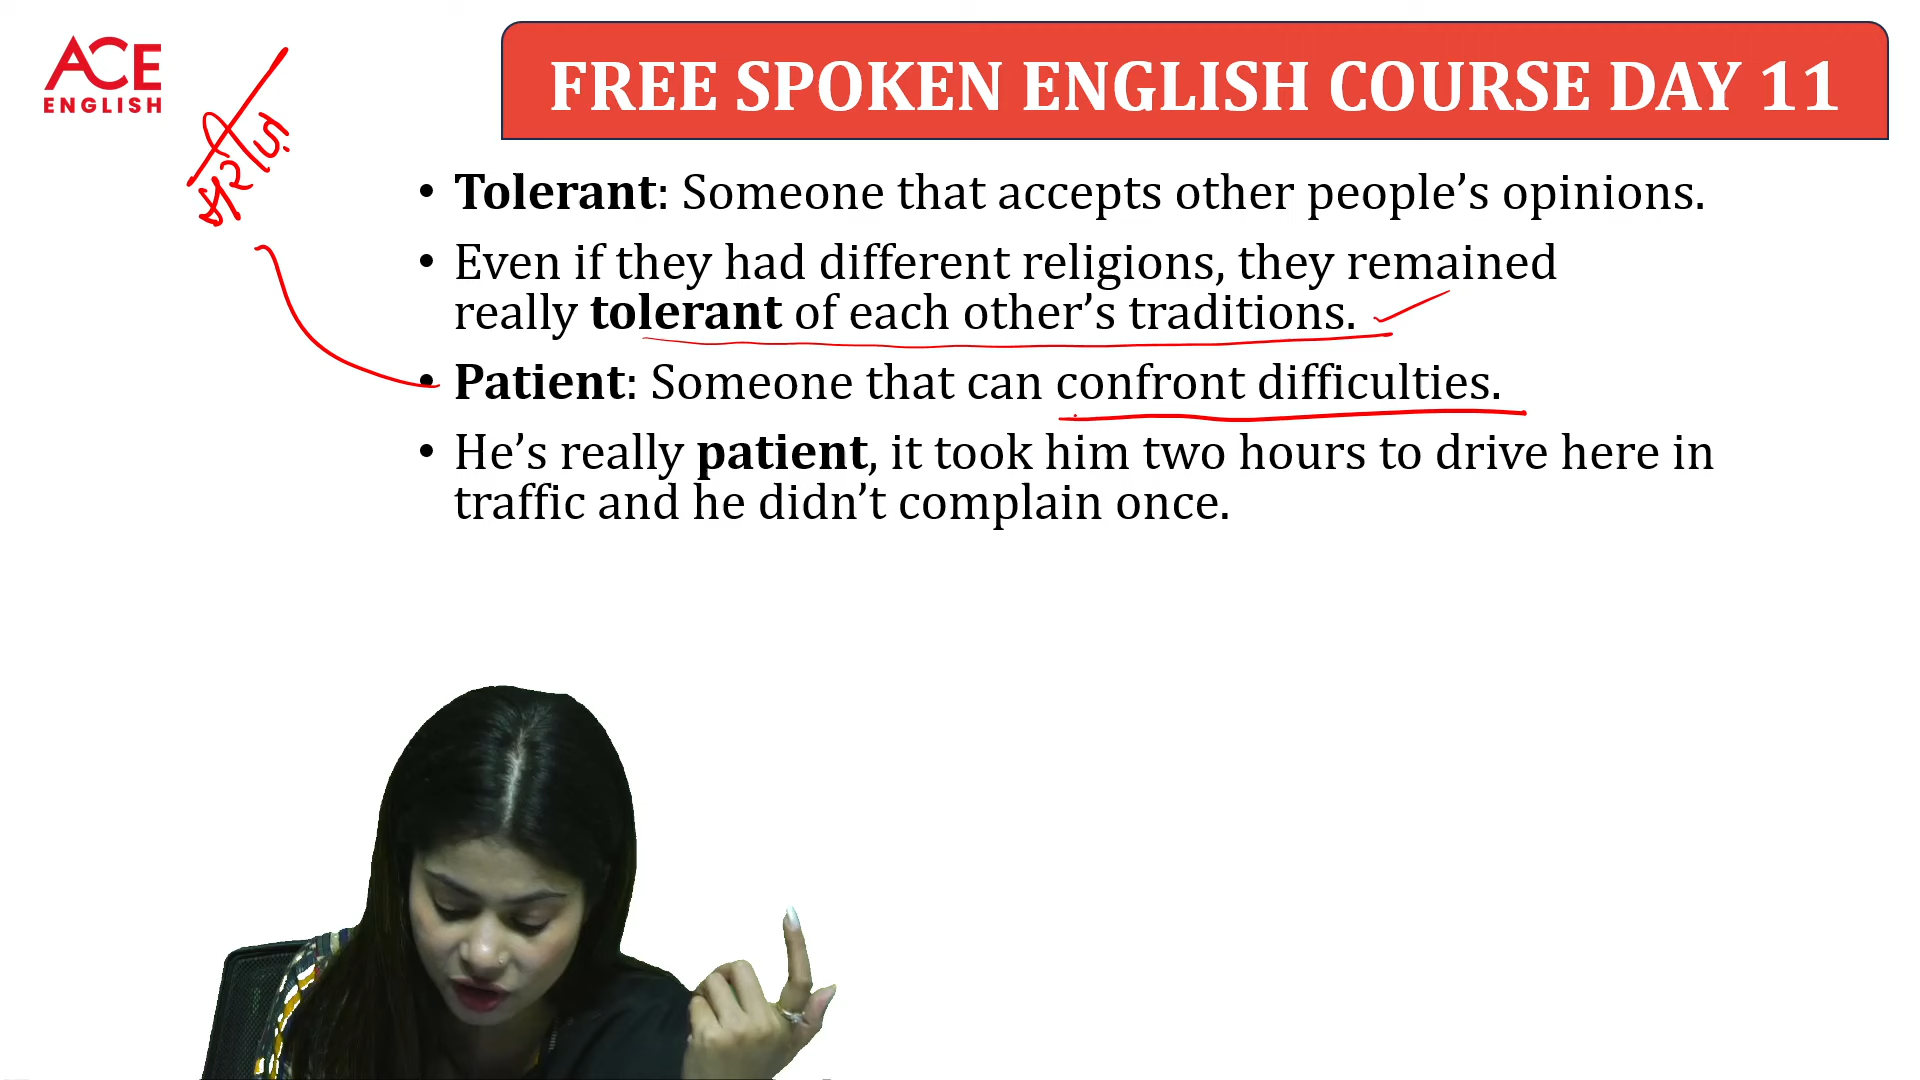 ACE
ENGLISH
FREE SPOKEN ENGLISH COURSE DAY 11
मरीज़
• Tolerant: Someone that accepts other people’s opinions.
• Even if they had different religions, they remained
really tolerant of each other’s traditions.
• Patient: Someone that can confront difficulties.
• He’s really patient, it took him two hours to drive here in
traffic and he didn’t complain once.